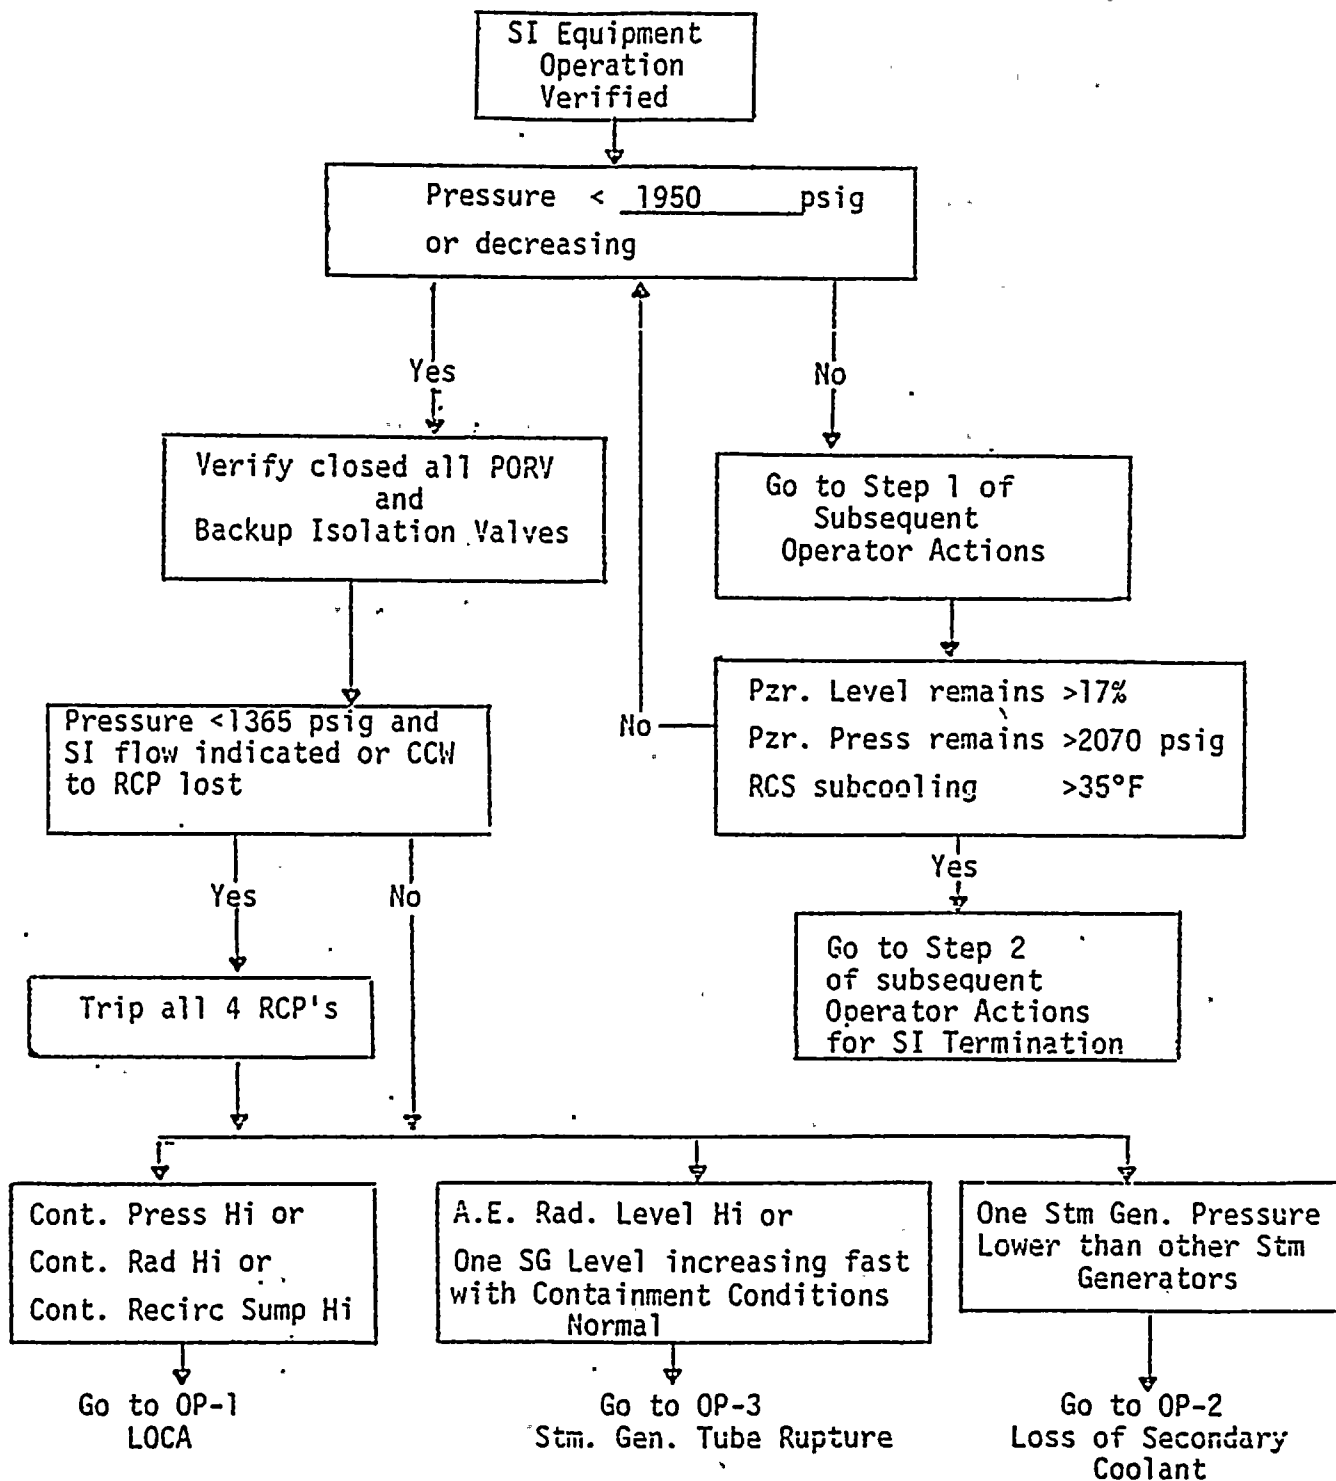 SI Equipment
Operation
Verified
Pressure < 1950 psig
or decreasing
Yes
No
Verify closed all PORV
and
Backup Isolation Valves
Go to Step 1 of
Subsequent
Operator Actions
Pressure <1365 psig and
SI flow indicated or CCW
to RCP lost
No
Pzr. Level remains >17%
Pzr. Press remains >2070 psig
RCS subcooling >35°F
Yes
No
Yes
Trip all 4 RCP's
Go to Step 2
of subsequent
Operator Actions
for SI Termination
Cont. Press Hi or
Cont. Rad Hi or
Cont. Recirc Sump Hi
A.E. Rad. Level Hi or
One SG Level increasing fast
with Containment Conditions
Normal
One Stm Gen. Pressure
Lower than other Stm
Generators
Go to OP-1
LOCA
Go to OP-3
Stm. Gen. Tube Rupture
Go to OP-2
Loss of Secondary
Coolant